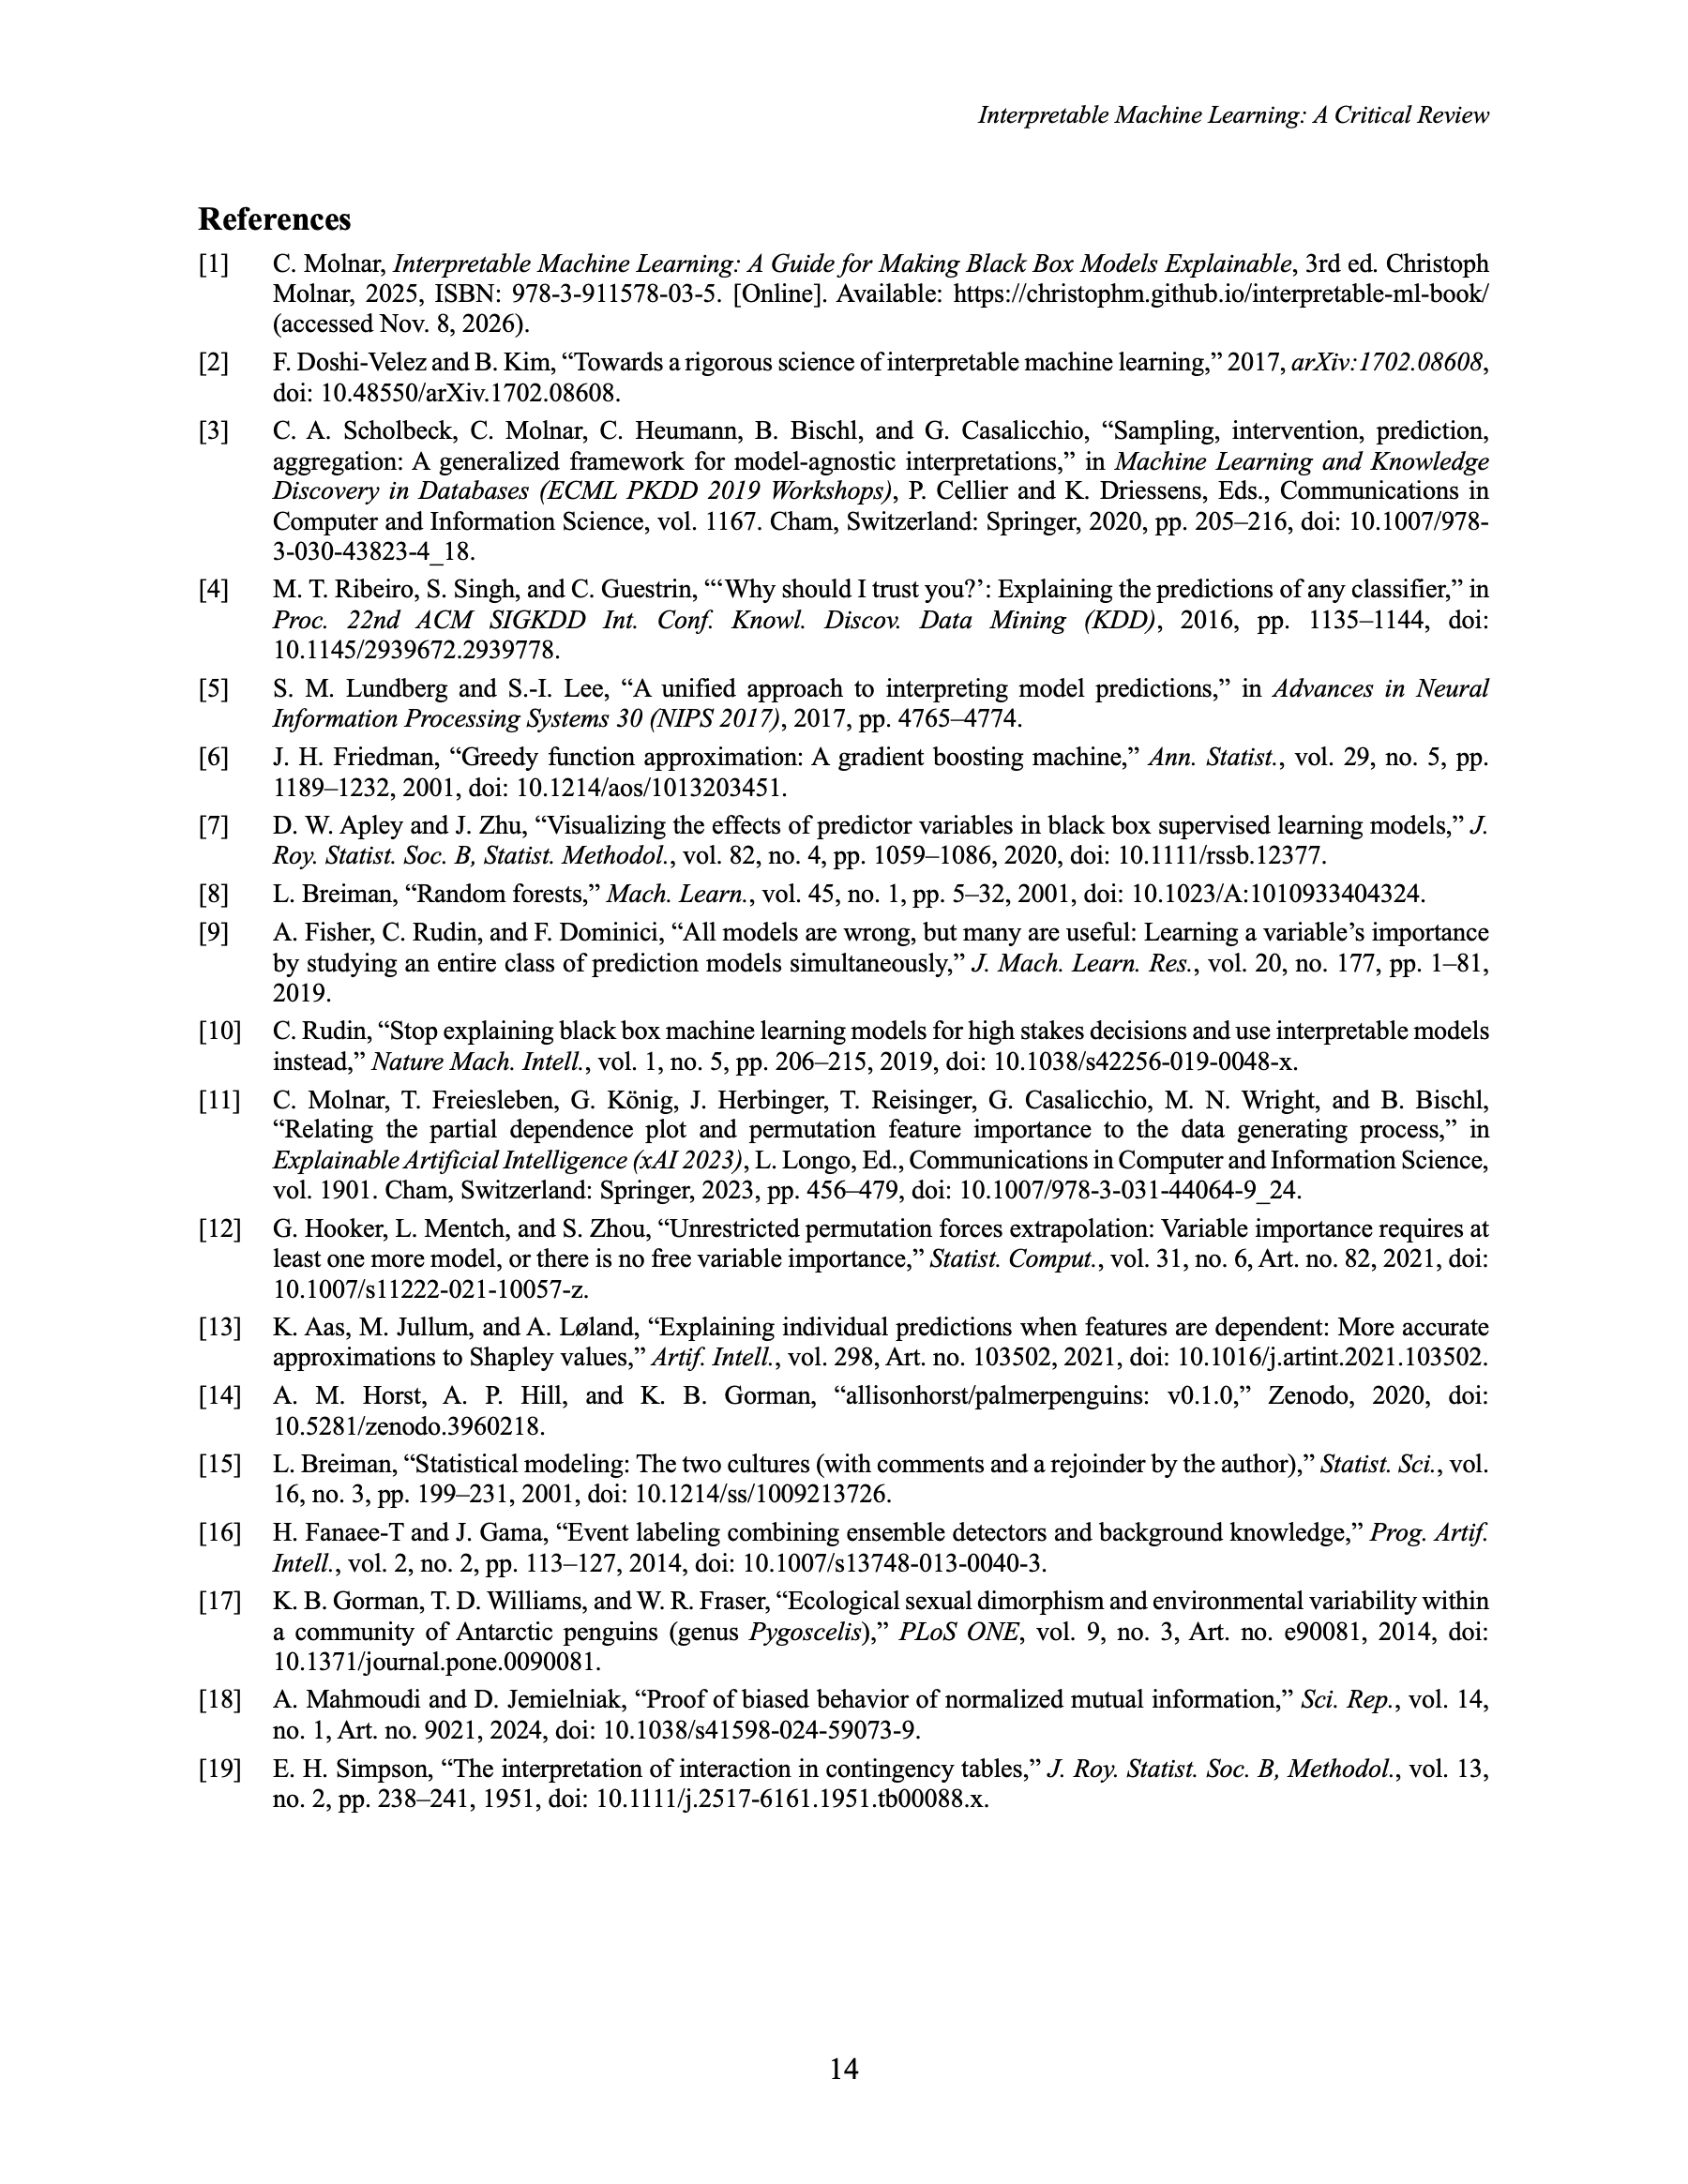 Interpretable Machine Learning: A Critical Review
References
[1] C. Molnar, Interpretable Machine Learning: A Guide for Making Black Box Models Explainable, 3rd ed. Christoph
Molnar, 2025, ISBN: 978-3-911578-03-5. [Online]. Available: https://christophm.github.io/interpretable-ml-book/
(accessed Nov. 8, 2026).
[2] F. Doshi-Velez and B. Kim, “Towards a rigorous science of interpretable machine learning,” 2017, arXiv:1702.08608,
doi: 10.48550/arXiv.1702.08608.
[3] C. A. Scholbeck, C. Molnar, C. Heumann, B. Bischl, and G. Casalicchio, “Sampling, intervention, prediction,
aggregation: A generalized framework for model-agnostic interpretations,” in Machine Learning and Knowledge
Discovery in Databases (ECML PKDD 2019 Workshops), P. Cellier and K. Driessens, Eds., Communications in
Computer and Information Science, vol. 1167. Cham, Switzerland: Springer, 2020, pp. 205–216, doi: 10.1007/978-
3-030-43823-4_18.
[4] M. T. Ribeiro, S. Singh, and C. Guestrin, “‘Why should I trust you?’: Explaining the predictions of any classifier,” in
Proc. 22nd ACM SIGKDD Int. Conf. Knowl. Discov. Data Mining (KDD), 2016, pp. 1135–1144, doi:
10.1145/2939672.2939778.
[5] S. M. Lundberg and S.-I. Lee, “A unified approach to interpreting model predictions,” in Advances in Neural
Information Processing Systems 30 (NIPS 2017), 2017, pp. 4765–4774.
[6] J. H. Friedman, “Greedy function approximation: A gradient boosting machine,” Ann. Statist., vol. 29, no. 5, pp.
1189–1232, 2001, doi: 10.1214/aos/1013203451.
[7] D. W. Apley and J. Zhu, “Visualizing the effects of predictor variables in black box supervised learning models,” J.
Roy. Statist. Soc. B, Statist. Methodol., vol. 82, no. 4, pp. 1059–1086, 2020, doi: 10.1111/rssb.12377.
[8] L. Breiman, “Random forests,” Mach. Learn., vol. 45, no. 1, pp. 5–32, 2001, doi: 10.1023/A:1010933404324.
[9] A. Fisher, C. Rudin, and F. Dominici, “All models are wrong, but many are useful: Learning a variable’s importance
by studying an entire class of prediction models simultaneously,” J. Mach. Learn. Res., vol. 20, no. 177, pp. 1–81,
2019.
[10] C. Rudin, “Stop explaining black box machine learning models for high stakes decisions and use interpretable models
instead,” Nature Mach. Intell., vol. 1, no. 5, pp. 206–215, 2019, doi: 10.1038/s42256-019-0048-x.
[11] C. Molnar, T. Freiesleben, G. König, J. Herbinger, T. Reisinger, G. Casalicchio, M. N. Wright, and B. Bischl,
“Relating the partial dependence plot and permutation feature importance to the data generating process,” in
Explainable Artificial Intelligence (xAI 2023), L. Longo, Ed., Communications in Computer and Information Science,
vol. 1901. Cham, Switzerland: Springer, 2023, pp. 456–479, doi: 10.1007/978-3-031-44064-9_24.
[12] G. Hooker, L. Mentch, and S. Zhou, “Unrestricted permutation forces extrapolation: Variable importance requires at
least one more model, or there is no free variable importance,” Statist. Comput., vol. 31, no. 6, Art. no. 82, 2021, doi:
10.1007/s11222-021-10057-z.
[13] K. Aas, M. Jullum, and A. Løland, “Explaining individual predictions when features are dependent: More accurate
approximations to Shapley values,” Artif. Intell., vol. 298, Art. no. 103502, 2021, doi: 10.1016/j.artint.2021.103502.
[14] A. M. Horst, A. P. Hill, and K. B. Gorman, “allisonhorst/palmerpenguins: v0.1.0,” Zenodo, 2020, doi:
10.5281/zenodo.3960218.
[15] L. Breiman, “Statistical modeling: The two cultures (with comments and a rejoinder by the author),” Statist. Sci., vol.
16, no. 3, pp. 199–231, 2001, doi: 10.1214/ss/1009213726.
[16] H. Fanaee-T and J. Gama, “Event labeling combining ensemble detectors and background knowledge,” Prog. Artif.
Intell., vol. 2, no. 2, pp. 113–127, 2014, doi: 10.1007/s13748-013-0040-3.
[17] K. B. Gorman, T. D. Williams, and W. R. Fraser, “Ecological sexual dimorphism and environmental variability within
a community of Antarctic penguins (genus Pygoscelis),” PLoS ONE, vol. 9, no. 3, Art. no. e90081, 2014, doi:
10.1371/journal.pone.0090081.
[18] A. Mahmoudi and D. Jemielniak, “Proof of biased behavior of normalized mutual information,” Sci. Rep., vol. 14,
no. 1, Art. no. 9021, 2024, doi: 10.1038/s41598-024-59073-9.
[19] E. H. Simpson, “The interpretation of interaction in contingency tables,” J. Roy. Statist. Soc. B, Methodol., vol. 13,
no. 2, pp. 238–241, 1951, doi: 10.1111/j.2517-6161.1951.tb00088.x.
14